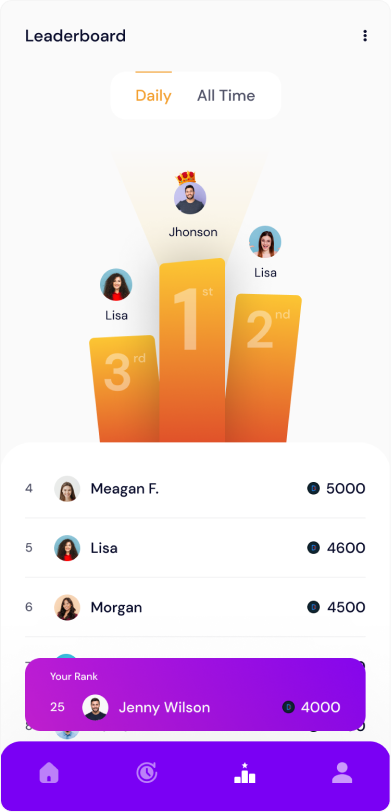 Leaderboard
Daily All Time
Jhonson
Lisa
Lisa
1st
2nd
3rd
4 Meagan F. 5000
5 Lisa 4600
6 Morgan 4500
Your Rank
25 Jenny Wilson 4000